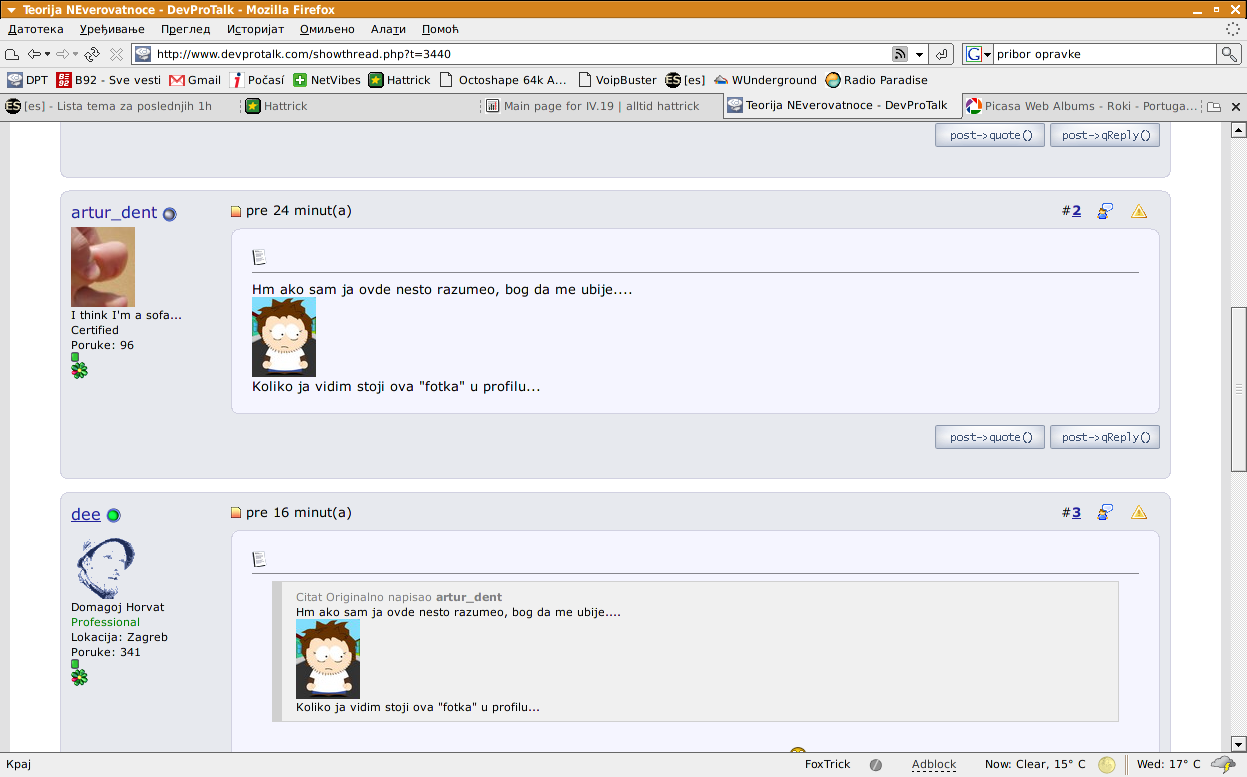 Teorija NEverovatnoce - DevProTalk - Mozilla Firefox
Датотека Уређивање Преглед Историјат Омиљено Алати Помоћ
http://www.devprotalk.com/showthread.php?t=3440 G pribor opravke
DPT B92 - Sve vesti Gmail Počasí NetVibes Hattrick Octoshape 64k A... VoipBuster ES [es] WUnderground Radio Paradise
ES [es] - Lista tema za poslednjih 1h Hattrick Main page for IV.19 | alltid hattrick Teorija NEverovatnoce - DevProTalk Picasa Web Albums - Roki - Portuga...
post->quote() post->qReply()
artur_dent pre 24 minut(a) #2
I think I'm a sofa...
Certified
Poruke: 96
Hm ako sam ja ovde nesto razumeo, bog da me ubije....
Koliko ja vidim stoji ova "fotka" u profilu...
post->quote() post->qReply()
dee pre 16 minut(a) #3
Domagoj Horvat
Professional
Lokacija: Zagreb
Poruke: 341
Citat Originalno napisao artur_dent
Hm ako sam ja ovde nesto razumeo, bog da me ubije....
Koliko ja vidim stoji ova "fotka" u profilu...
Крај FoxTrick Adblock Now: Clear, 15° C Wed: 17° C